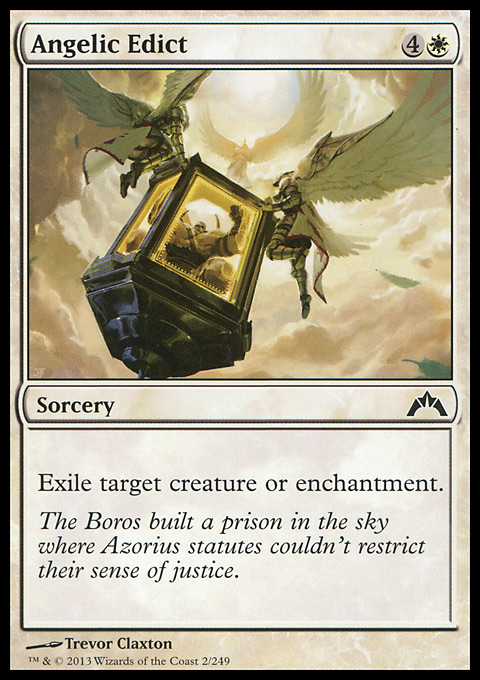 Angelic Edict 4
Sorcery
Exile target creature or enchantment.
The Boros built a prison in the sky
where Azorius statutes couldn't restrict
their sense of justice.
Trevor Claxton
™ & © 2013 Wizards of the Coast 2/249